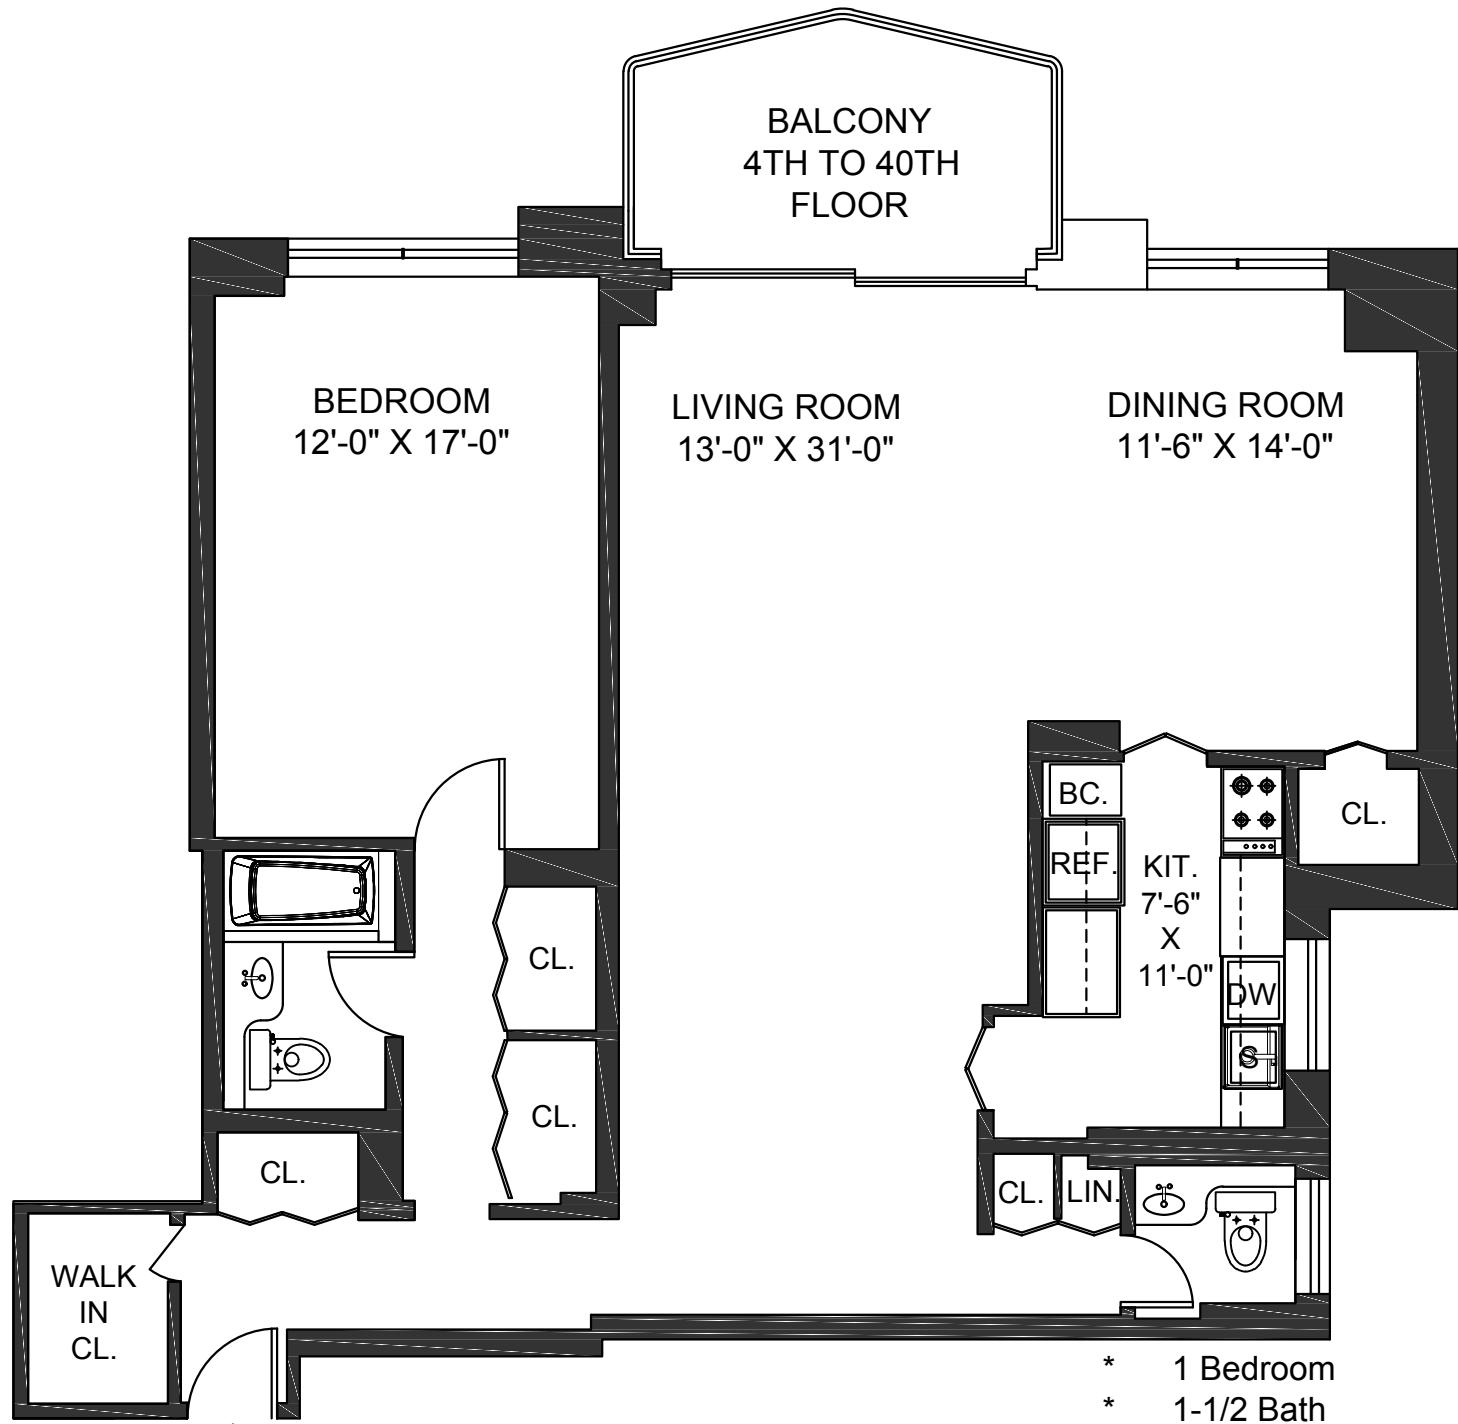 BALCONY
4TH TO 40TH
FLOOR
BEDROOM
12'-0" X 17'-0"
LIVING ROOM
13'-0" X 31'-0"
DINING ROOM
11'-6" X 14'-0"
BC.
REF.
KIT.
7'-6"
X
11'-0"
CL.
DW
CL.
CL.
CL.
CL.
LIN.
WALK
IN
CL.
* 1 Bedroom
* 1-1/2 Bath